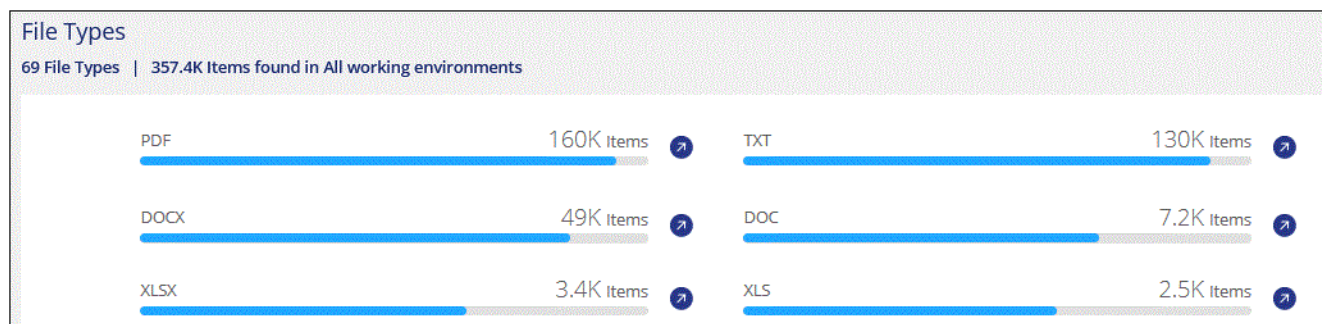 File Types
69 File Types | 357.4K Items found in All working environments
PDF 160K Items TXT 130K Items
DOCX 49K Items DOC 7.2K Items
XLSX 3.4K Items XLS 2.5K Items